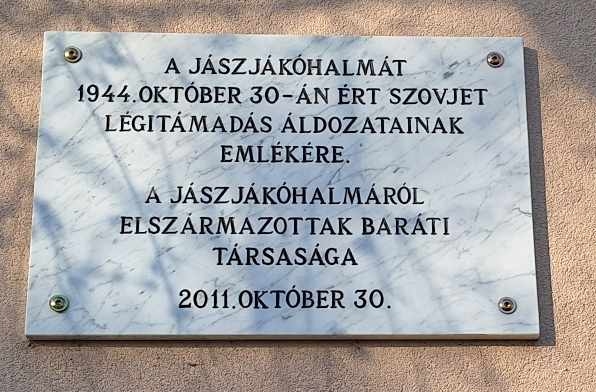 A JÁSZJÁKÓHALMÁT
1944.OKTÓBER 30-ÁN ÉRT SZOVJET
LÉGITÁMADÁS ÁLDOZATAINAK
EMLÉKÉRE.
A JÁSZJÁKÓHALMÁRÓL
ELSZÁRMAZOTTAK BARÁTI
TÁRSASÁGA
2011.OKTÓBER 30.